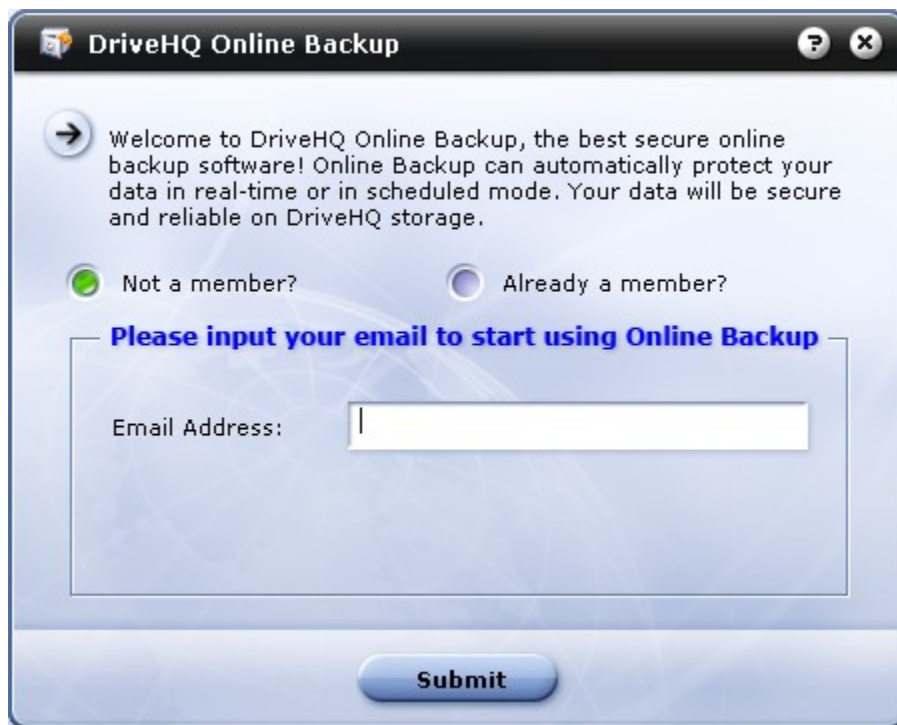 DriveHQ Online Backup
Welcome to DriveHQ Online Backup, the best secure online
backup software! Online Backup can automatically protect your
data in real-time or in scheduled mode. Your data will be secure
and reliable on DriveHQ storage.
Not a member?
Already a member?
Please input your email to start using Online Backup
Email Address:
Submit